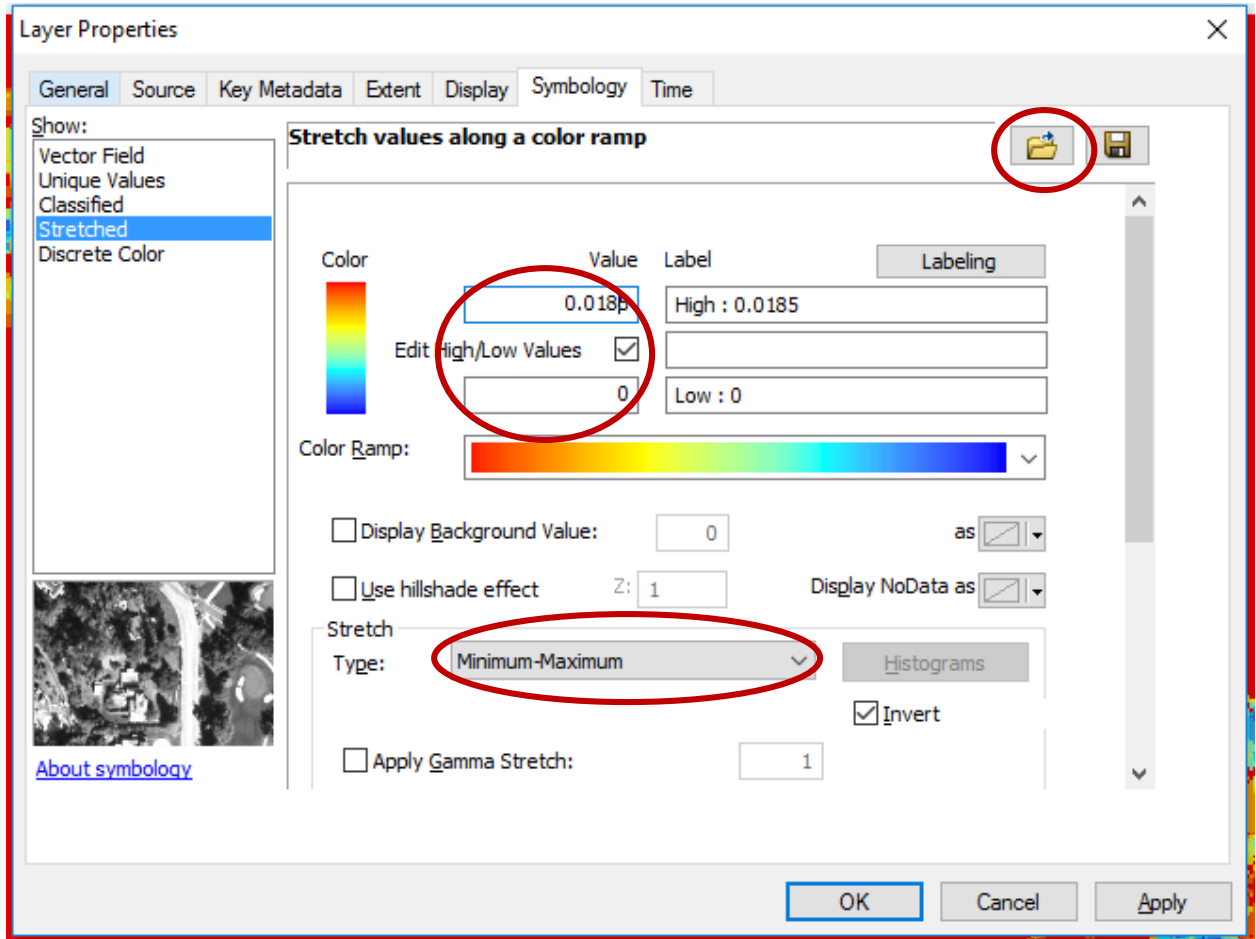 Layer Properties
General Source Key Metadata Extent Display Symbology Time
Show:
Vector Field
Unique Values
Classified
Stretched
Discrete Color
About symbology
Stretch values along a color ramp
Color Value Label Labeling
0.0185 High : 0.0185
Edit High/Low Values
0 Low : 0
Color Ramp:
Display Background Value: 0 as
Use hillshade effect Z: 1 Display NoData as
Stretch
Type: Minimum-Maximum Histograms
Invert
Apply Gamma Stretch: 1
OK Cancel Apply